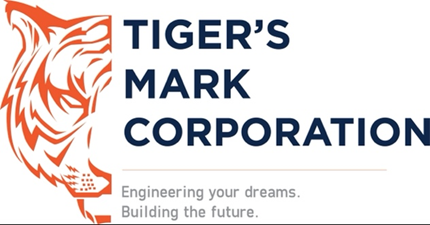 TIGER'S
MARK
CORPORATION
Engineering your dreams.
Building the future.